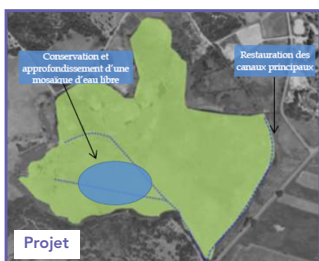 Conservation et
approfondissement d'une
mosaïque d'eau libre
Restauration des
canaux principaux
Projet